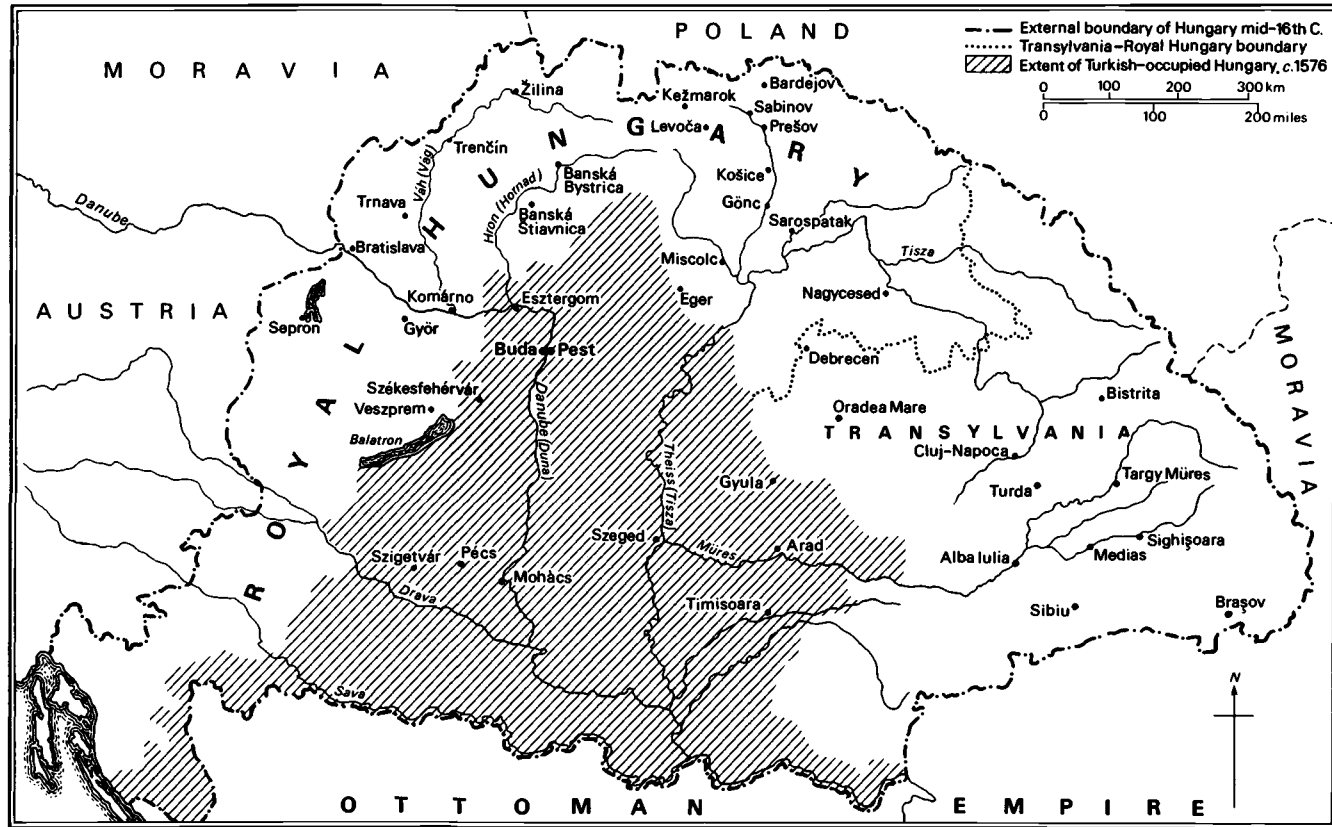 POLAND
MORAVIA
External boundary of Hungary mid-16th C.
Transylvania–Royal Hungary boundary
Extent of Turkish-occupied Hungary, c.1576
0 100 200 300 km
0 100 200 miles
Žilina
Kežmarok
Bardejov
Sabinov
Levoča
Prešov
HUNGARY
Trenčín
Váh (Vág)
Banská
Bystrica
Košice
Trnava
Hron (Hornad)
Banská
Štiavnica
Gönc
Sarospatak
Danube
Bratislava
Miscolc
Tisza
AUSTRIA
Komárno
Esztergom
Eger
Nagycesed
Sepron
Györ
MORAVIA
Buda
Pest
Debrecen
ROYAL
Székesfehérvár
Veszprem
Danube (Duna)
Bistrita
Balatron
Oradea Mare
TRANSYLVANIA
Cluj-Napoca
Theiss (Tisza)
Gyula
Turda
Targy Müres
Szeged
Müres
Arad
Sighişoara
Szigetvár
Pécs
Alba Iulia
Medias
Mohács
Drava
Timisoara
Sibiu
Braşov
Sava
N
OTTOMAN EMPIRE